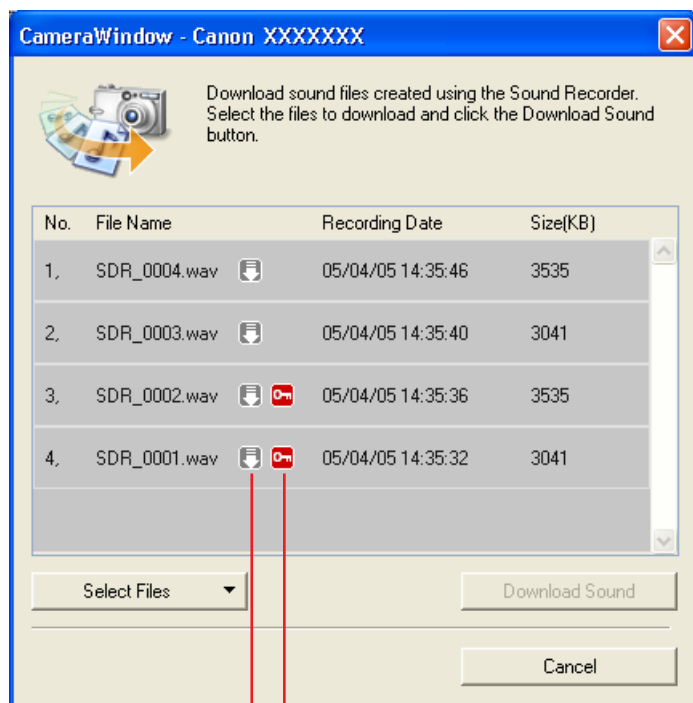 CameraWindow - Canon XXXXXXX
Download sound files created using the Sound Recorder.
Select the files to download and click the Download Sound
button.
No. File Name Recording Date Size(KB)
1, SDR_0004.wav 05/04/05 14:35:46 3535
2, SDR_0003.wav 05/04/05 14:35:40 3041
3, SDR_0002.wav 05/04/05 14:35:36 3535
4, SDR_0001.wav 05/04/05 14:35:32 3041
Select Files Download Sound
Cancel